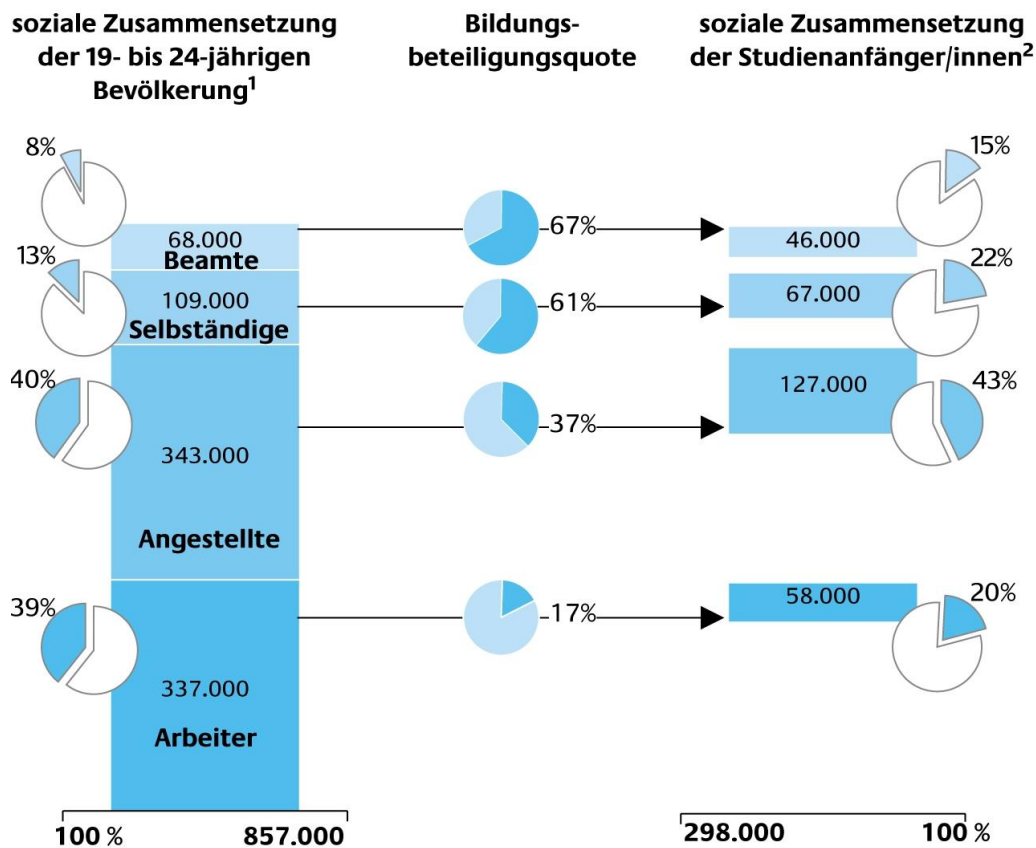 soziale Zusammensetzung
der 19- bis 24-jährigen
Bevölkerung¹
Bildungs-
beteiligungsquote
soziale Zusammensetzung
der Studienanfänger/innen²
8%
68.000
Beamte
67%
46.000
15%
13%
109.000
Selbständige
61%
67.000
22%
40%
343.000
Angestellte
37%
127.000
43%
39%
337.000
Arbeiter
17%
58.000
20%
100 % 857.000
298.000 100 %